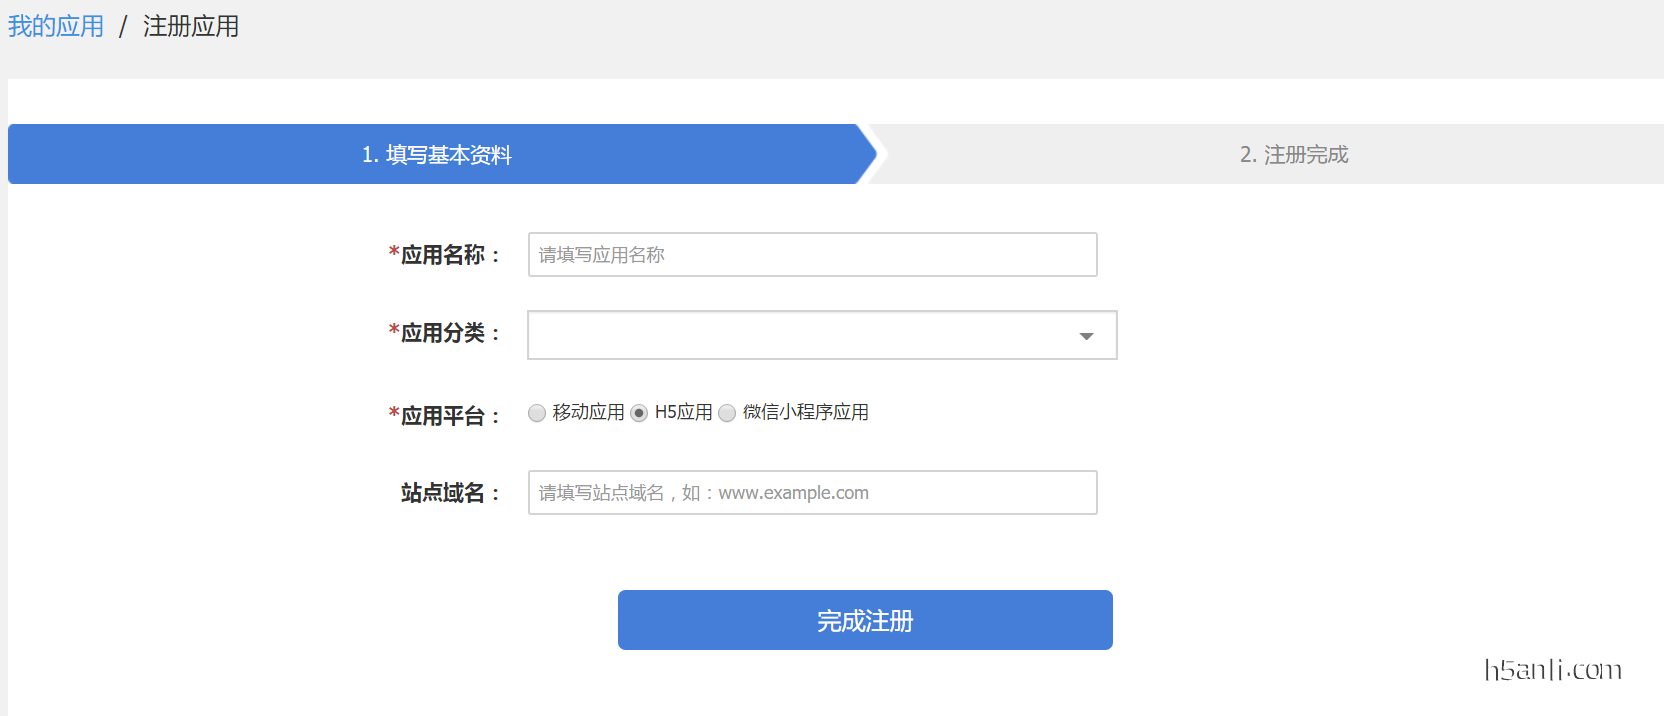 我的应用 / 注册应用
1. 填写基本资料
2. 注册完成
*应用名称：
请填写应用名称
*应用分类：
*应用平台：
移动应用 H5应用 微信小程序应用
站点域名：
请填写站点域名，如：www.example.com
完成注册
h5anli.com